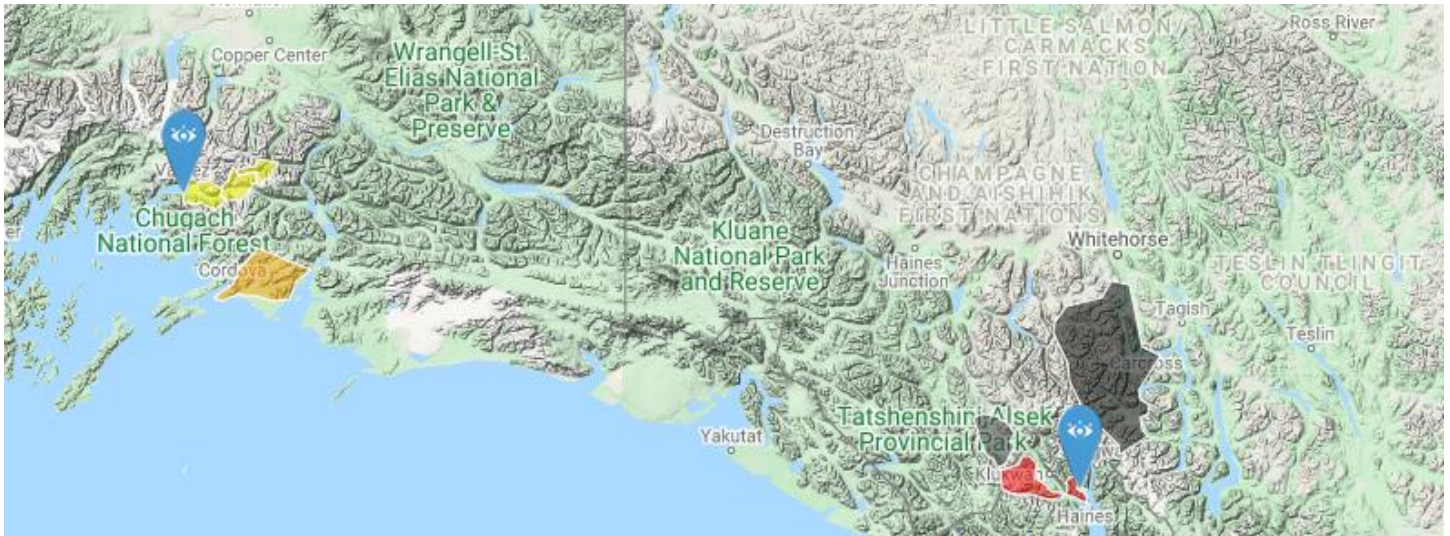 Copper Center
Wrangell-St.
Elias National
Park &
Preserve
LITTLE SALMON/
CARMACKS
FIRST NATION
Ross River
Destruction
Bay
CHAMPAGNE
AND AISHIHIK
FIRST NATIONS
Chugach
National Forest
Cordova
Kluane
National Park
and Reserve
Haines
Junction
Whitehorse
TESLIN TLINGIT
COUNCIL
Tagish
Teslin
Carcross
Tatshenshini-Alsek
Provincial Park
Yakutat
Klukwan
Haines